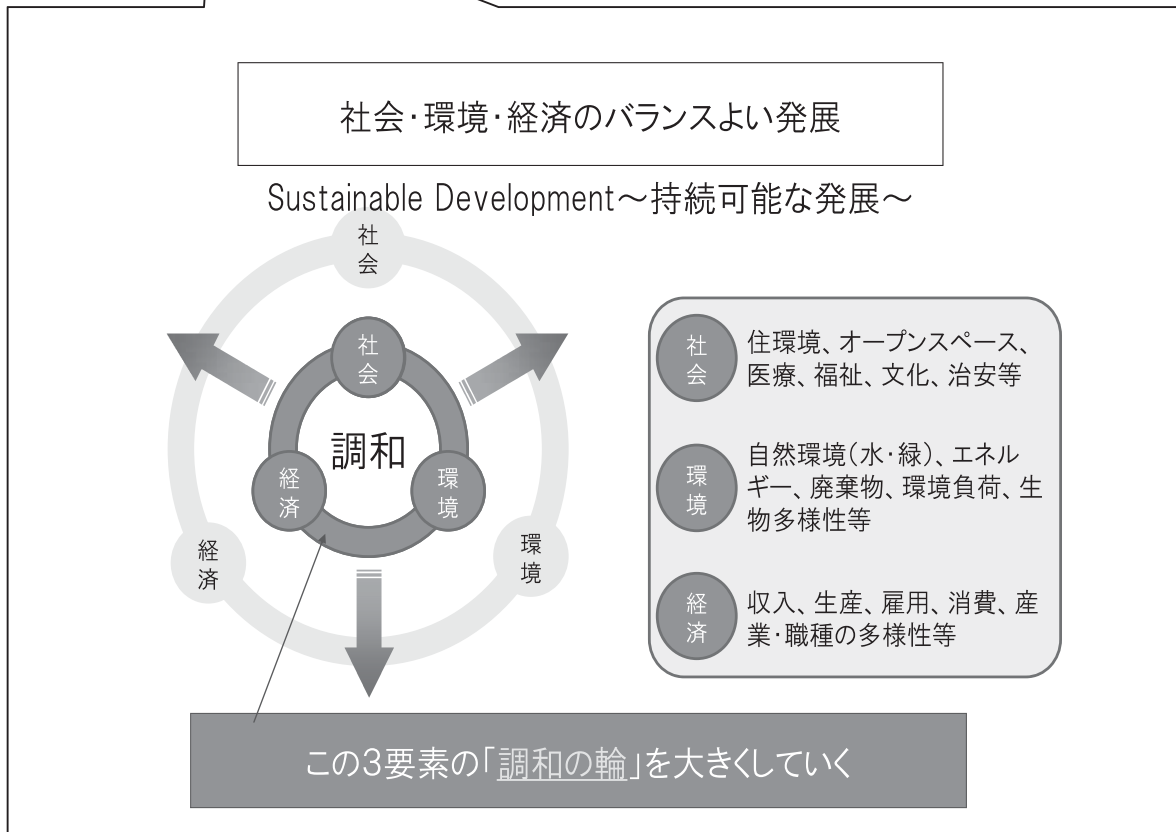 社会・環境・経済のバランスよい発展
Sustainable Development～持続可能な発展～
社会
社会
調和
経済
環境
経済
環境
社会
住環境、オープンスペース、
医療、福祉、文化、治安等
環境
自然環境(水・緑)、エネル
ギー、廃棄物、環境負荷、生
物多様性等
経済
収入、生産、雇用、消費、産
業・職種の多様性等
この3要素の「調和の輪」を大きくしていく